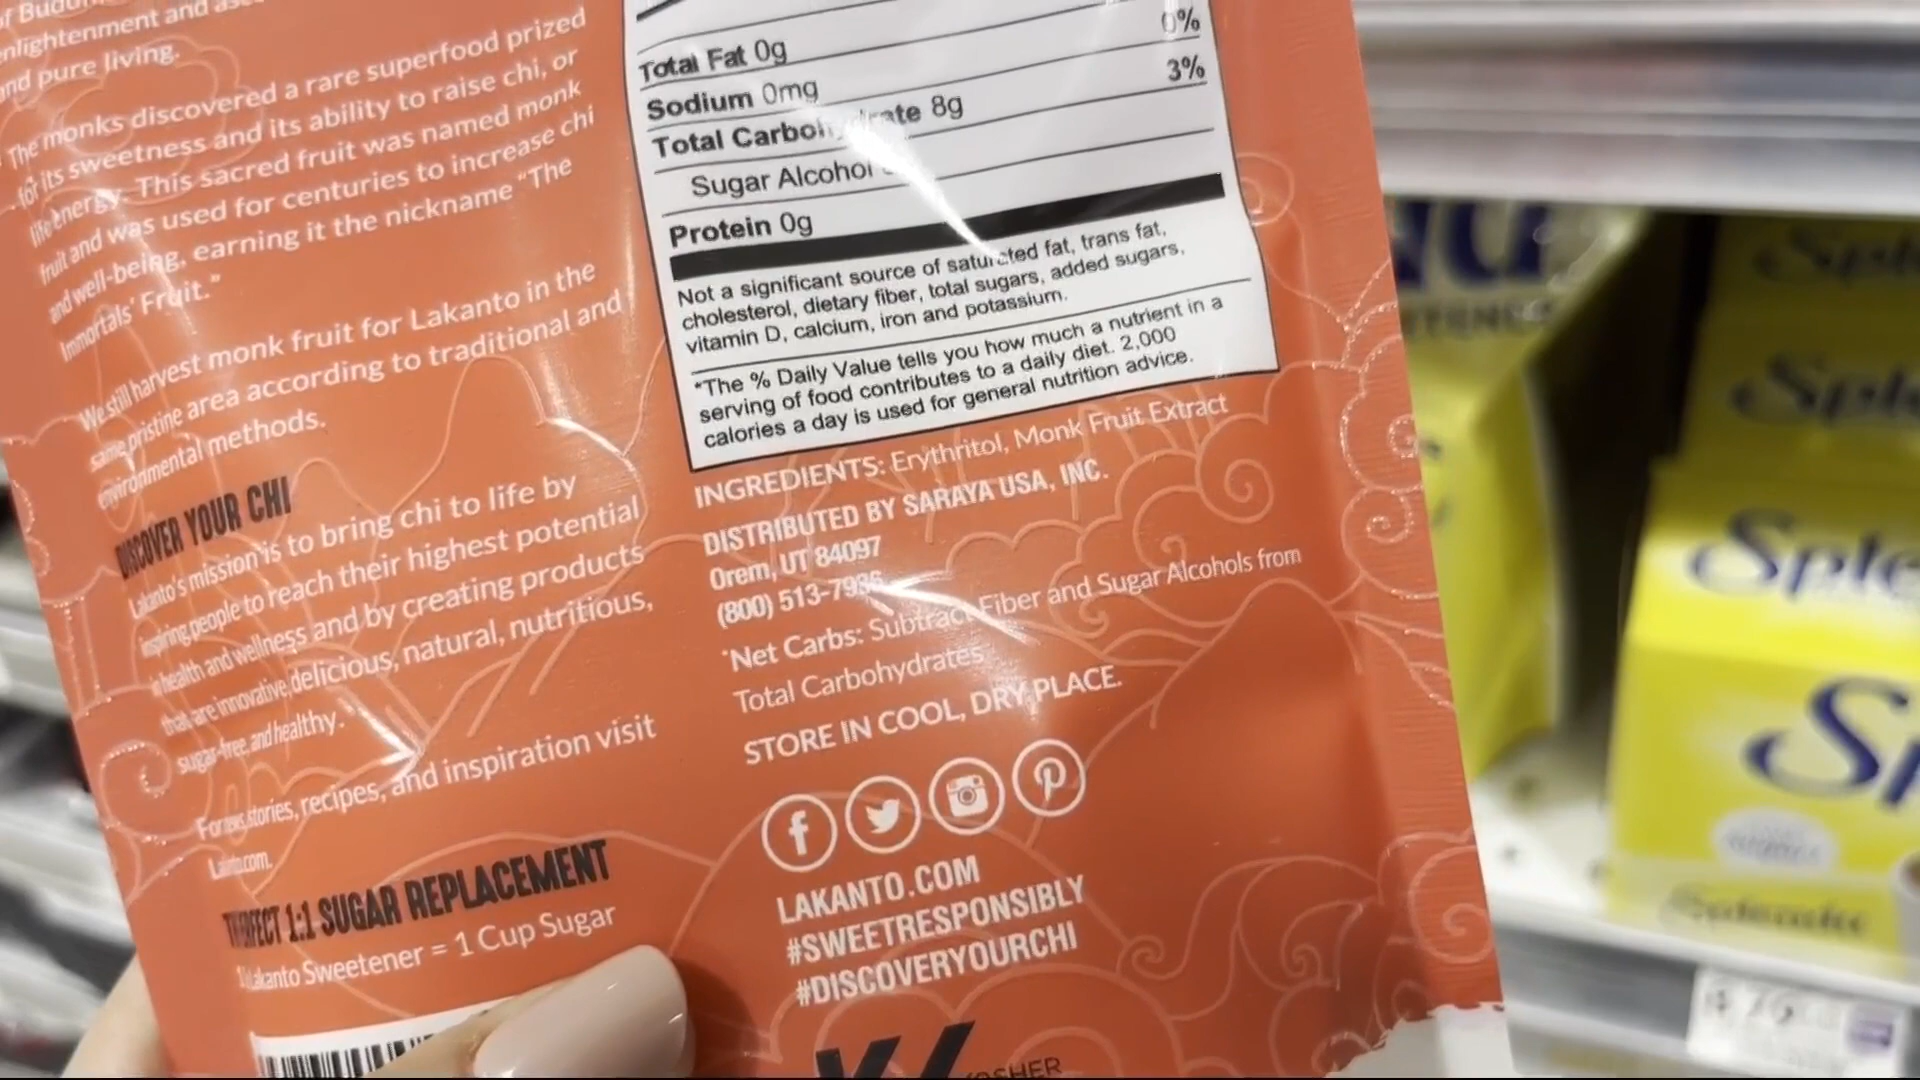 of Buddh
enlightenment and
and pure living.
The monks discovered a rare superfood prized
for its sweetness and its ability to raise chi, or
life energy. This sacred fruit was named monk
fruit and was used for centuries to increase chi
and well-being, earning it the nickname “The
Immortals’ Fruit.”
We still harvest monk fruit for Lakanto in the
same pristine area according to traditional and
environmental methods.
DISCOVER YOUR CHI
Lakanto's mission is to bring chi to life by
inspiring people to reach their highest potential
in health and wellness and by creating products
that are innovative, delicious, natural, nutritious,
sugar-free, and healthy.
For news, stories, recipes, and inspiration visit
Lakanto.com.
1:1 SUGAR REPLACEMENT
Lakanto Sweetener = 1 Cup Sugar
0%
Total Fat 0g
Sodium 0mg 3%
Total Carbohydrate 8g
Sugar Alcohol
Protein 0g
Not a significant source of saturated fat, trans fat,
cholesterol, dietary fiber, total sugars, added sugars,
vitamin D, calcium, iron and potassium.
*The % Daily Value tells you how much a nutrient in a
serving of food contributes to a daily diet. 2,000
calories a day is used for general nutrition advice.
INGREDIENTS: Erythritol, Monk Fruit Extract
DISTRIBUTED BY SARAYA USA, INC.
Orem, UT 84097
(800) 513-7936
*Net Carbs: Subtract Fiber and Sugar Alcohols from
Total Carbohydrates
STORE IN COOL, DRY PLACE.
LAKANTO.COM
#SWEETRESPONSIBLY
#DISCOVERYOURCHI
KOSHER
Sple
Sple
Sple
Sp
Splenda